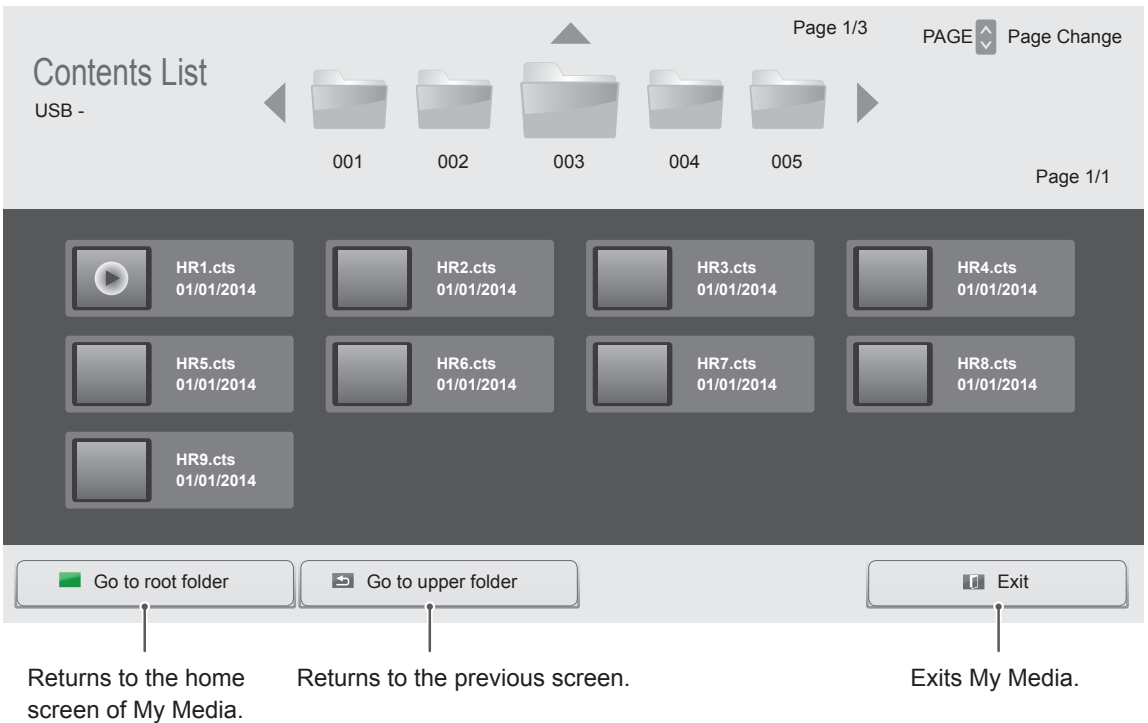 Page 1/3
PAGE Page Change
Contents List
USB -
001 002 003 004 005
Page 1/1
HR1.cts HR2.cts HR3.cts HR4.cts
01/01/2014 01/01/2014 01/01/2014 01/01/2014
HR5.cts HR6.cts HR7.cts HR8.cts
01/01/2014 01/01/2014 01/01/2014 01/01/2014
HR9.cts
01/01/2014
Go to root folder Go to upper folder Exit
Returns to the home Returns to the previous screen. Exits My Media.
screen of My Media.